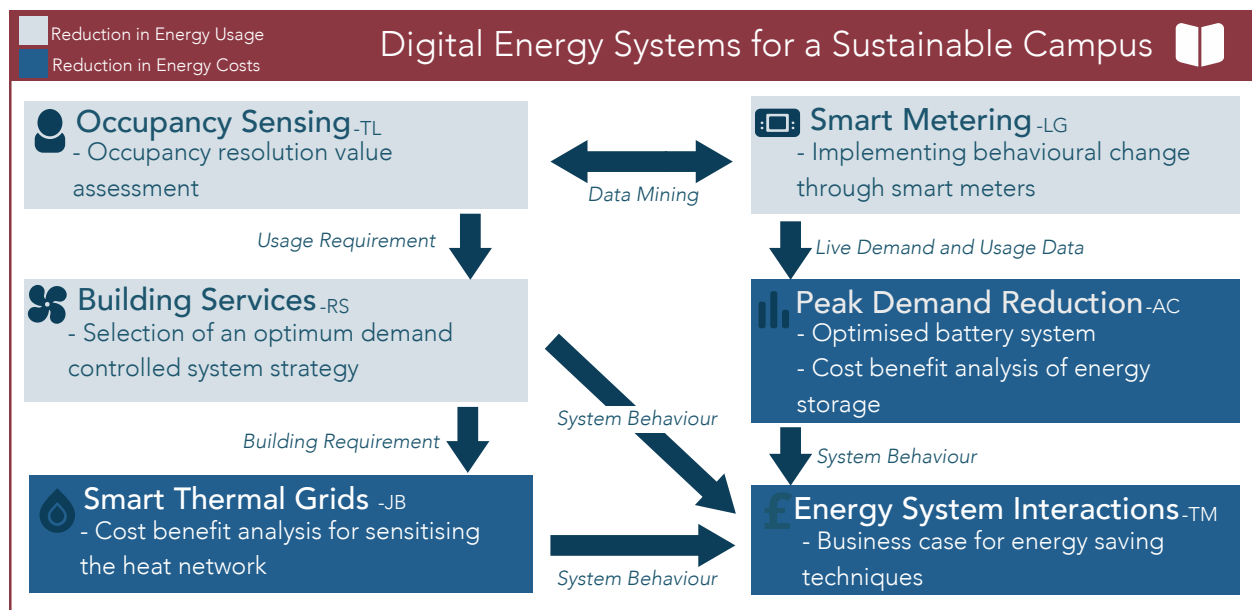 Reduction in Energy Usage
Reduction in Energy Costs
Digital Energy Systems for a Sustainable Campus
Occupancy Sensing -TL
- Occupancy resolution value
assessment
Data Mining
Smart Metering -LG
- Implementing behavioural change
through smart meters
Usage Requirement
Live Demand and Usage Data
Building Services -RS
- Selection of an optimum demand
controlled system strategy
Peak Demand Reduction -AC
- Optimised battery system
- Cost benefit analysis of energy
storage
System Behaviour
Building Requirement
System Behaviour
Smart Thermal Grids -JB
- Cost benefit analysis for sensitising
the heat network
System Behaviour
£
Energy System Interactions -TM
- Business case for energy saving
techniques